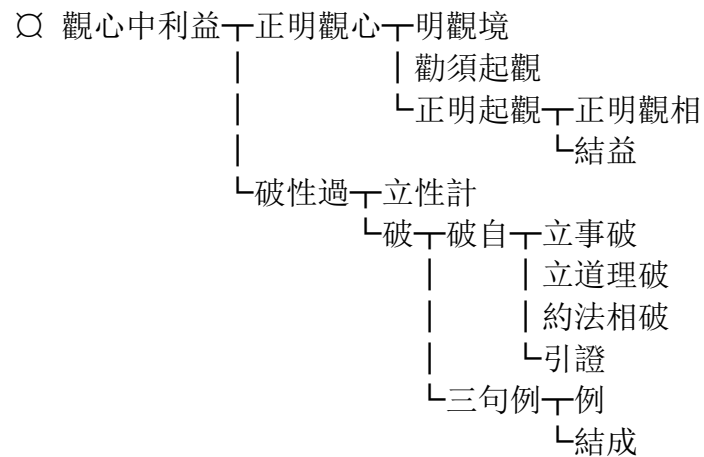 ¤ 觀心中利益┬正明觀心┬明觀境
│ │勸須起觀
│ └正明起觀┬正明觀相
│ └結益
└破性過┬立性計
└破┬破自┬立事破
│ │立道理破
│ │約法相破
│ └引證
└三句例┬例
└結成